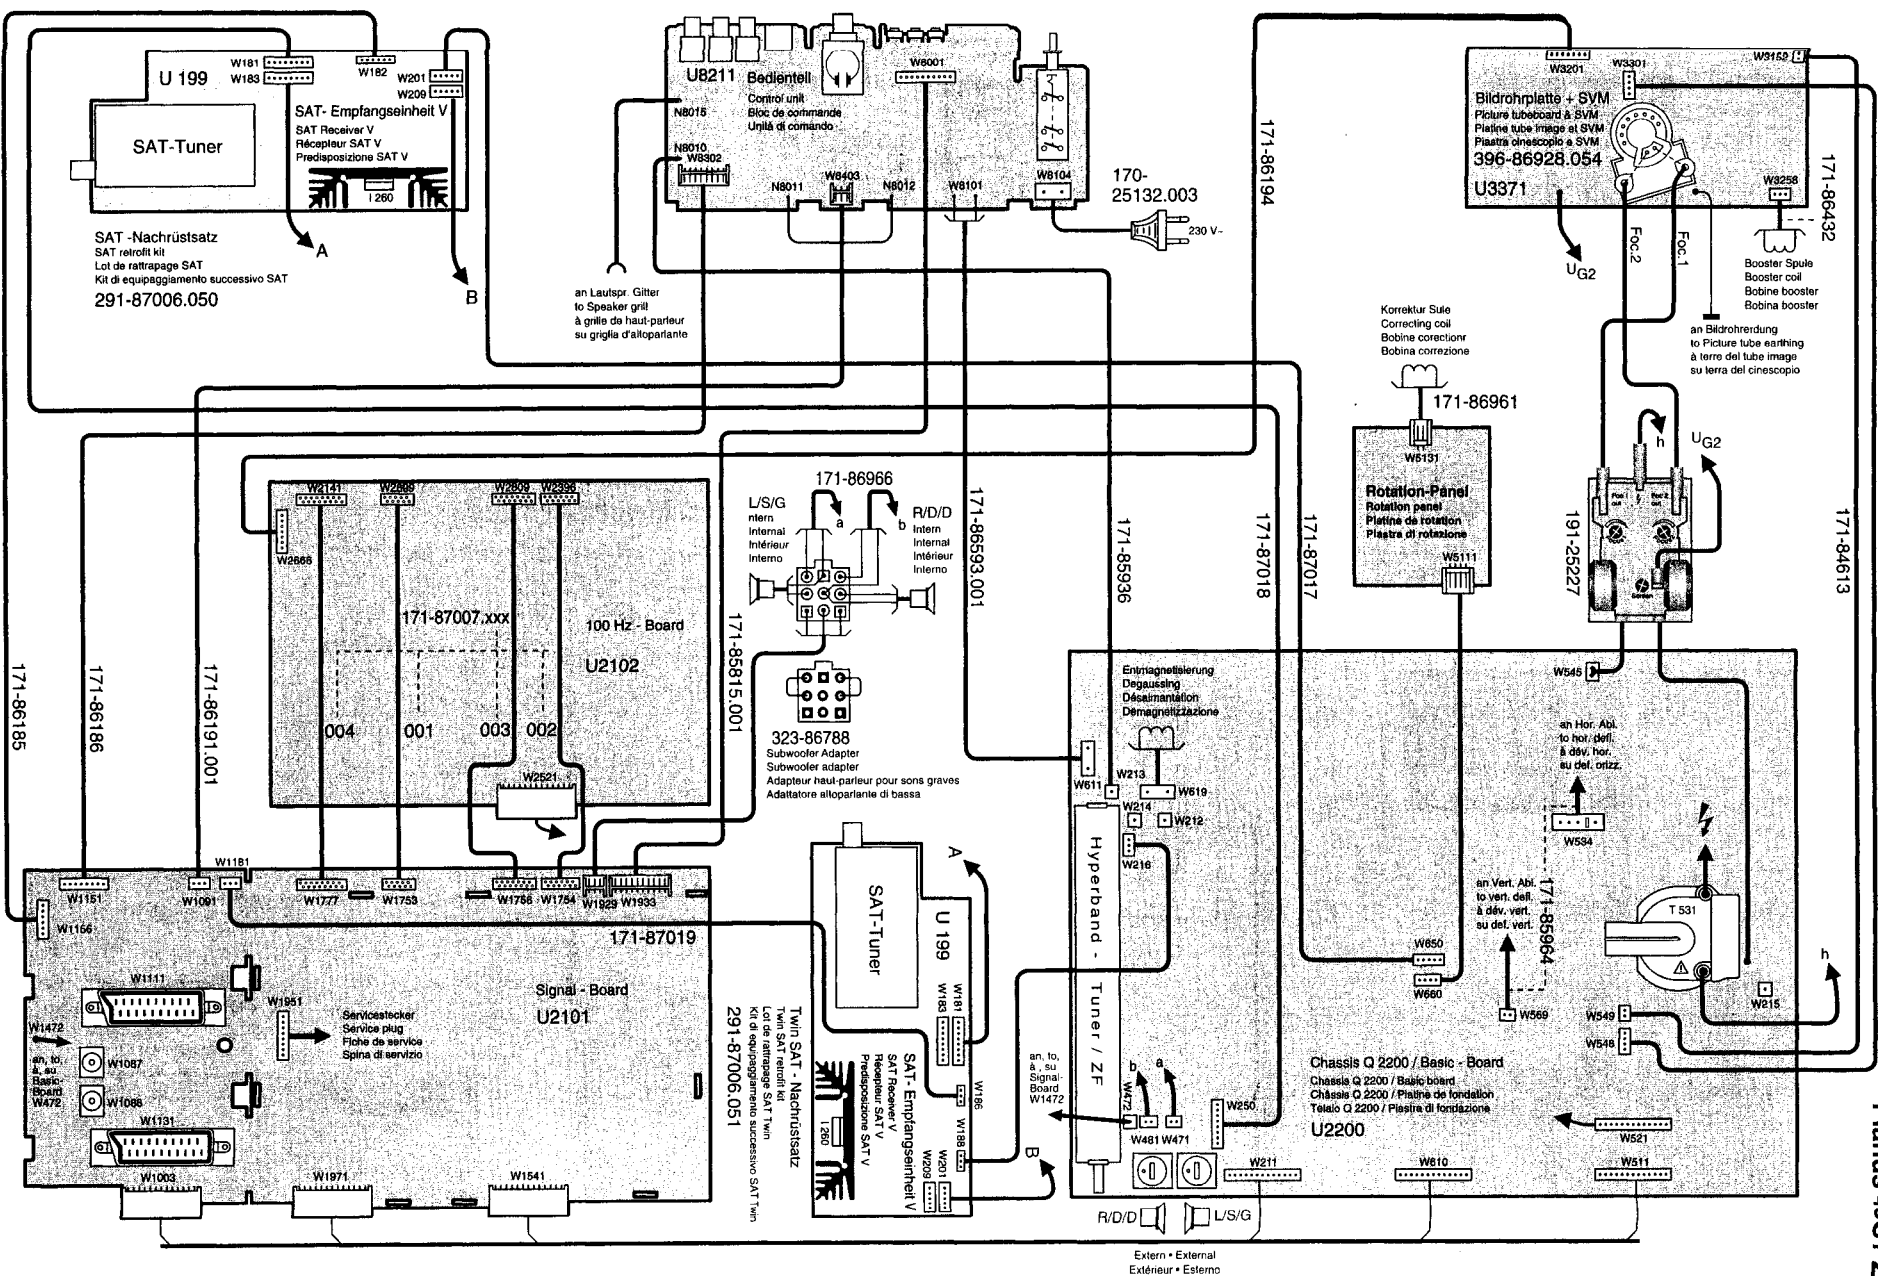 U 199
W181
W183
W182
W201
W209
SAT-Tuner
SAT- Empfangseinheit V
SAT Receiver V
Récepteur SAT V
Predisposizione SAT V
I 260
SAT -Nachrüstsatz
SAT retrofit kit
Lot de rattrapage SAT
Kit di equipaggiamento successivo SAT
291-87006.050
A
B
U8211
Bedienteil
Control unit
Bloc de commande
Unità di comando
W8001
N8015
N8010
W8302
N8011
W8403
N8012
W8101
W8104
170-
25132.003
230 V~
an Lautspr. Gitter
to Speaker grill
à grille de haut-parleur
su griglia d'altoparlante
171-86194
W3201
W3301
W3152
Bildrohrplatte + SVM
Picture tubeboard & SVM
Platine tube image et SVM
Piastra cinescopio e SVM
396-86928.054
U3371
W3258
171-86432
UG2
Foc.2
Foc.1
Booster Spule
Booster coil
Bobine booster
Bobina booster
an Bildrohrerdung
to Picture tube earthing
à terre del tube image
su terra del cinescopio
Korrektur Sule
Correcting coil
Bobine corectionr
Bobina correzione
171-86961
W5131
Rotation-Panel
Rotation panel
Platine de rotation
Piastra di rotazione
W5111
h
UG2
Foc 1
out
Foc 2
out
Screen
191-25227
171-84613
W2141
W2809
W2396
W2668
171-87007.xxx
100 Hz - Board
U2102
004
001
003
002
W2521
171-86966
a
b
L/S/G
ntern
Internal
Intérieur
Interno
R/D/D
Intern
Internal
Intérieur
Interno
171-86593.001
171-85936
171-87018
171-87017
171-86185
171-86186
171-86191.001
171-85815.001
323-86788
Subwoofer Adapter
Subwoofer adapter
Adapteur haut-parleur pour sons graves
Adattatore altoparlante di bassa
W1151
W1091
W1181
W1777
W1753
W1756
W1754
W1929
W1933
171-87019
W1156
W1111
W1951
Servicestecker
Service plug
Fiche de service
Spina di servizio
Signal - Board
U2101
W1472
an, to,
à, su
Basic-
Board
W472
W1087
W1088
W1131
W1003
W1971
W1541
SAT-Tuner
U 199
A
W183
W181
W186
W188
W209
W201
B
SAT- Empfangseinheit V
SAT Receiver V
Récepteur SAT V
Predisposizione SAT V
I 260
Twin SAT - Nachrüstsatz
Twin SAT retrofit kit
Lot de rattrapage SAT Twin
Kit di equipaggiamento successivo SAT Twin
291-87006.051
Entmagnetisierung
Degaussing
Désaimantation
Demagnetizzazione
W611
W213
W619
W214
W212
W216
Hyperband - Tuner / ZF
W545
an Hor. Abl.
to hor. defl.
à dév. hor.
su def. orizz.
W534
171-85964
an Vert. Abl.
to vert. defl.
à dév. vert.
su def. vert.
W569
T 531
W215
h
W650
W660
W549
W548
Chassis Q 2200 / Basic - Board
Chassis Q 2200 / Basic board
Châssis Q 2200 / Platine de fondation
Telaio Q 2200 / Piastra di fondazione
U2200
an, to,
à , su
Signal-
Board
W1472
b
a
W472
W481
W471
W250
W211
W610
W521
W511
R/D/D
L/S/G
Extern • External
Extérieur • Esterno